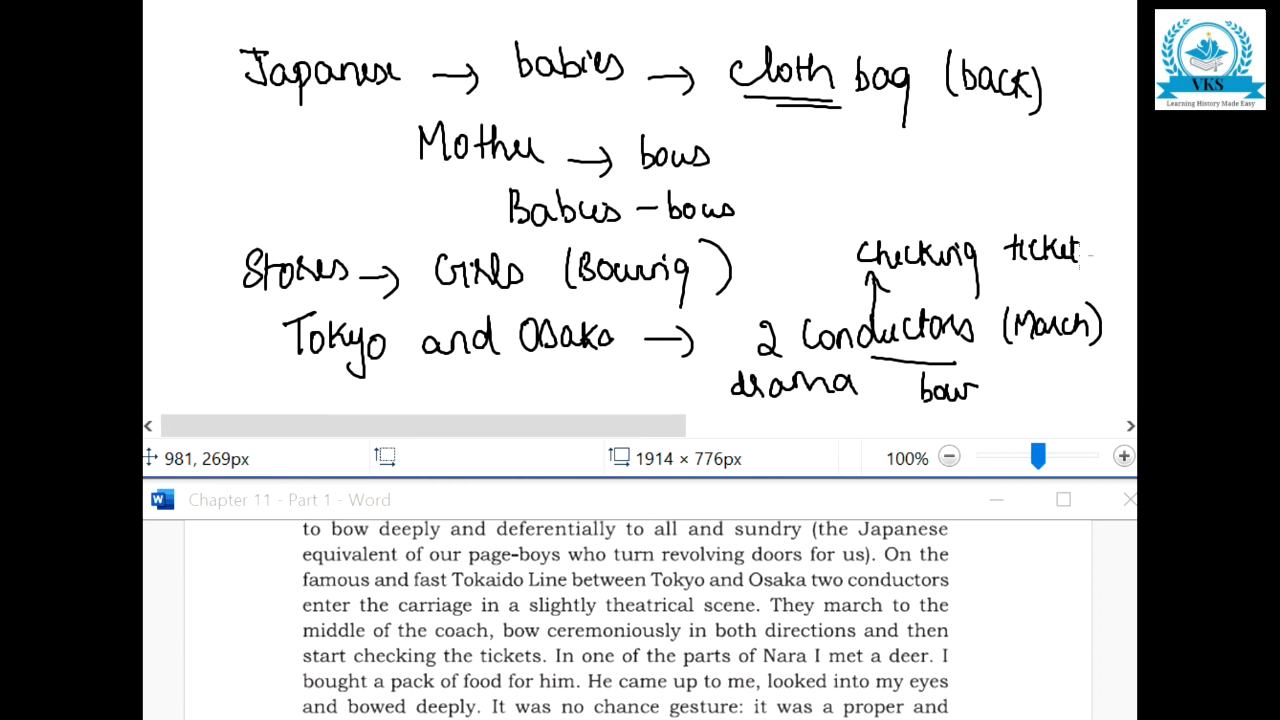 Japanese → babies → cloth bag (back)
VKS
Learning History Made Easy
Mother → bows
Babies - bows
Stores → Girls (Bowing)
checking ticket
Tokyo and Osaka → 2 conductors (March)
drama bow
981, 269px
1914 × 776px
100%
Chapter 11 - Part 1 - Word
to bow deeply and deferentially to all and sundry (the Japanese
equivalent of our page-boys who turn revolving doors for us). On the
famous and fast Tokaido Line between Tokyo and Osaka two conductors
enter the carriage in a slightly theatrical scene. They march to the
middle of the coach, bow ceremoniously in both directions and then
start checking the tickets. In one of the parts of Nara I met a deer. I
bought a pack of food for him. He came up to me, looked into my eyes
and bowed deeply. It was no chance gesture: it was a proper and